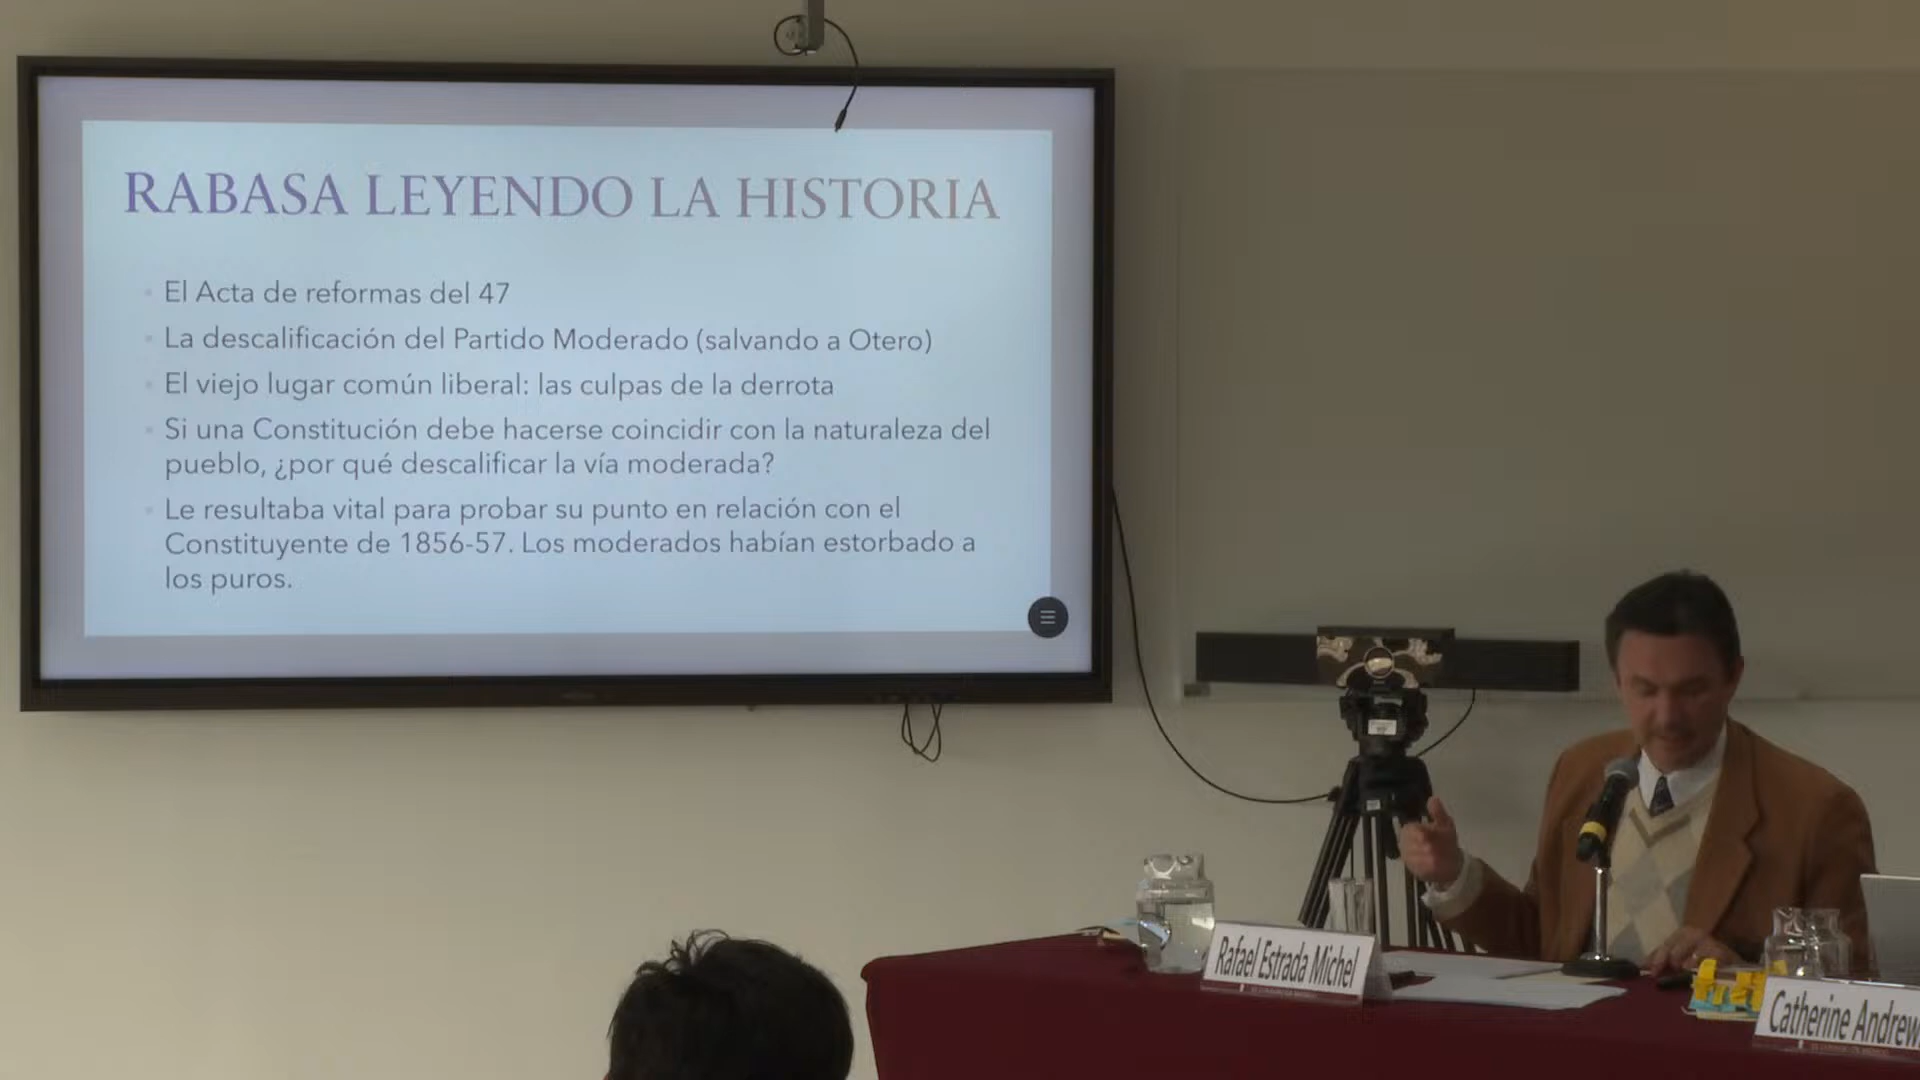 RABASA LEYENDO LA HISTORIA
El Acta de reformas del 47
La descalificación del Partido Moderado (salvando a Otero)
El viejo lugar común liberal: las culpas de la derrota
Si una Constitución debe hacerse coincidir con la naturaleza del
pueblo, ¿por qué descalificar la vía moderada?
Le resultaba vital para probar su punto en relación con el
Constituyente de 1856-57. Los moderados habían estorbado a
los puros.
Rafael Estrada Michel
Catherine Andrew